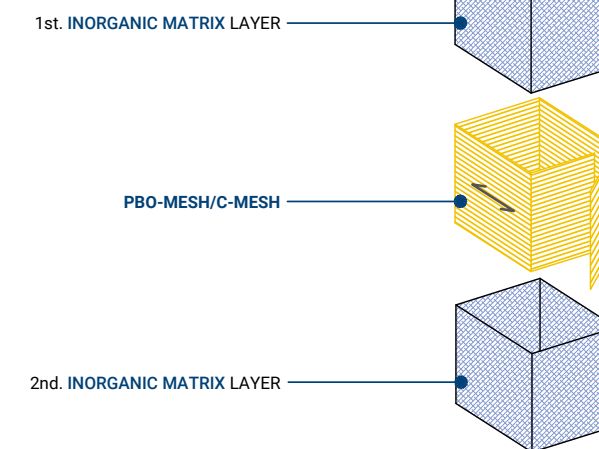 1st. INORGANIC MATRIX LAYER
PBO-MESH/C-MESH
2nd. INORGANIC MATRIX LAYER